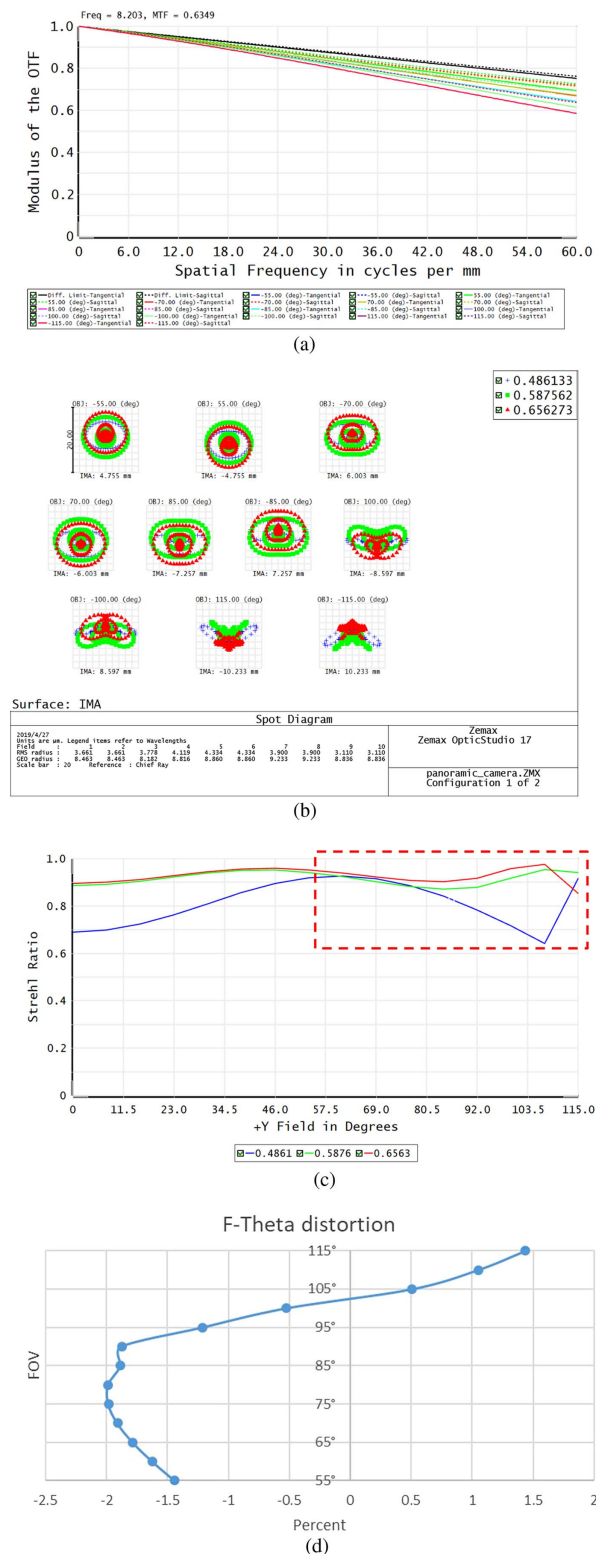 Freq = 8.203, MTF = 0.6349
Modulus of the OTF
1.0
0.8
0.6
0.4
0.2
0
0 6.0 12.0 18.0 24.0 30.0 36.0 42.0 48.0 54.0 60.0
Spatial Frequency in cycles per mm
Diff. Limit-Tangential Diff. Limit-Sagittal -55.00 (deg)-Tangential -55.00 (deg)-Sagittal 55.00 (deg)-Tangential
55.00 (deg)-Sagittal -70.00 (deg)-Tangential -70.00 (deg)-Sagittal 70.00 (deg)-Tangential 70.00 (deg)-Sagittal
85.00 (deg)-Tangential 85.00 (deg)-Sagittal -85.00 (deg)-Tangential -85.00 (deg)-Sagittal 100.00 (deg)-Tangential
100.00 (deg)-Sagittal -100.00 (deg)-Tangential -100.00 (deg)-Sagittal 115.00 (deg)-Tangential 115.00 (deg)-Sagittal
-115.00 (deg)-Tangential -115.00 (deg)-Sagittal
(a)
0.486133
0.587562
0.656273
OBJ: -55.00 (deg) OBJ: 55.00 (deg) OBJ: -70.00 (deg)
20.00
IMA: 4.755 mm IMA: -4.755 mm IMA: 6.003 mm
OBJ: 70.00 (deg) OBJ: 85.00 (deg) OBJ: -85.00 (deg) OBJ: 100.00 (deg)
IMA: -6.003 mm IMA: -7.257 mm IMA: 7.257 mm IMA: -8.597 mm
OBJ: -100.00 (deg) OBJ: 115.00 (deg) OBJ: -115.00 (deg)
IMA: 8.597 mm IMA: -10.233 mm IMA: 10.233 mm
Surface: IMA
Spot Diagram
2019/4/27
Units are µm. Legend items refer to Wavelengths
Field : 1 2 3 4 5 6 7 8 9 10
RMS radius : 3.661 3.661 3.778 4.119 4.334 4.334 3.900 3.900 3.110 3.110
GEO radius : 8.463 8.463 8.182 8.816 8.860 8.860 9.233 9.233 8.836 8.836
Scale bar : 20 Reference : Chief Ray
Zemax
Zemax OpticStudio 17
panoramic_camera.ZMX
Configuration 1 of 2
(b)
Strehl Ratio
1.0
0.8
0.6
0.4
0.2
0
0 11.5 23.0 34.5 46.0 57.5 69.0 80.5 92.0 103.5 115.0
+Y Field in Degrees
0.4861 0.5876 0.6563
(c)
F-Theta distortion
FOV
115°
105°
95°
85°
75°
65°
55°
-2.5 -2 -1.5 -1 -0.5 0 0.5 1 1.5 2
Percent
(d)